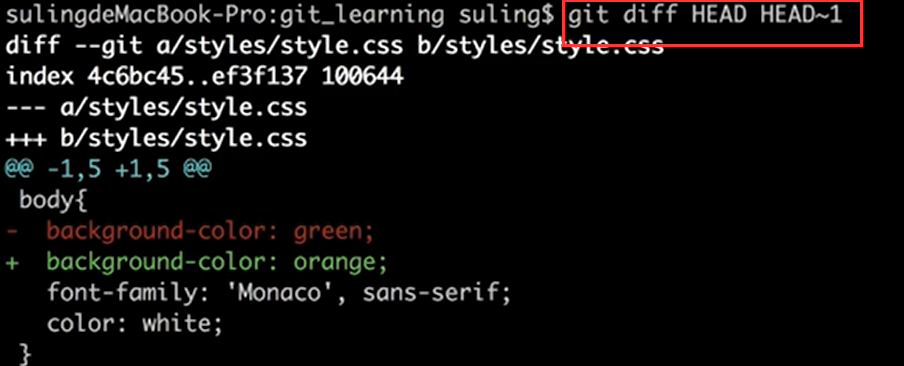 sulingdeMacBook-Pro:git_learning suling$ git diff HEAD HEAD~1
diff --git a/styles/style.css b/styles/style.css
index 4c6bc45..ef3f137 100644
--- a/styles/style.css
+++ b/styles/style.css
@@ -1,5 +1,5 @@
 body{
-  background-color: green;
+  background-color: orange;
   font-family: 'Monaco', sans-serif;
   color: white;
 }